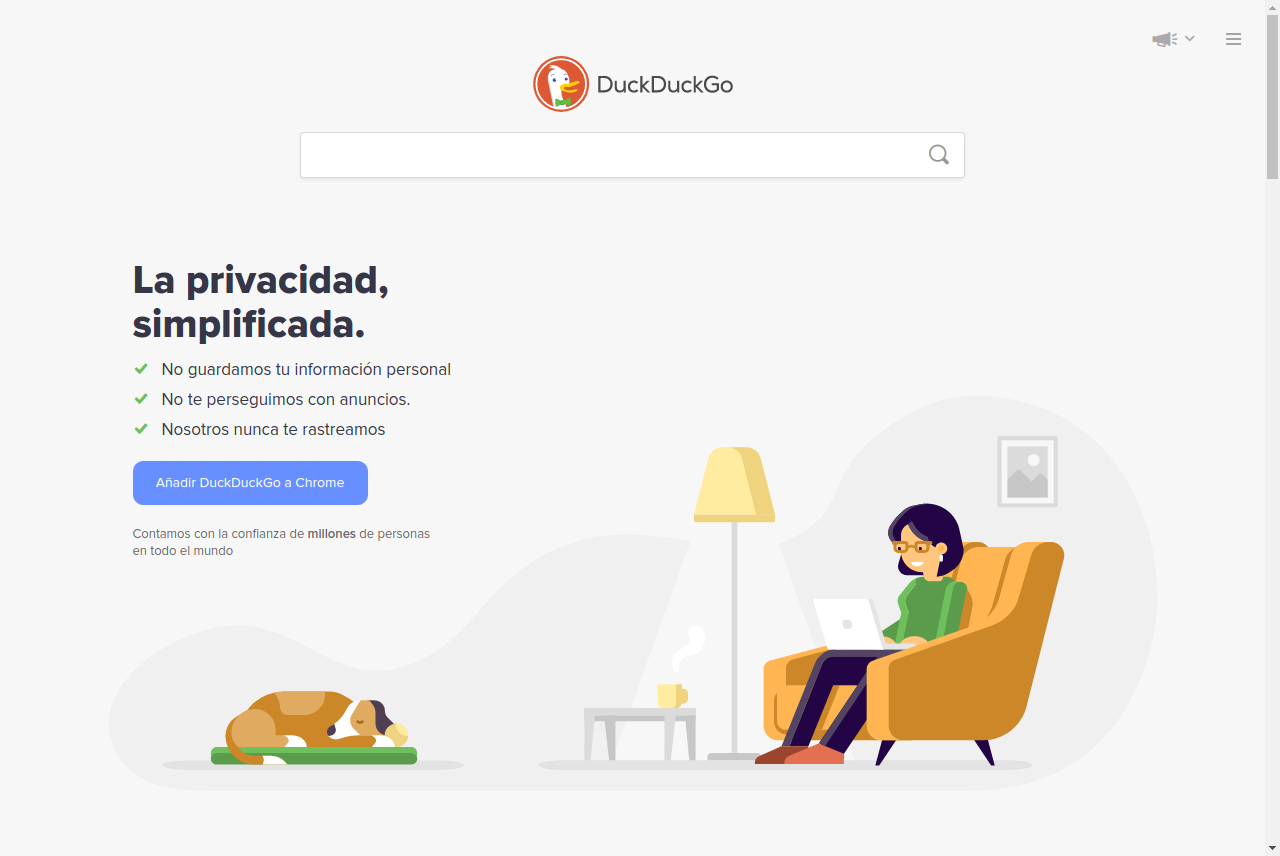 DuckDuckGo
La privacidad,
simplificada.
No guardamos tu información personal
No te perseguimos con anuncios.
Nosotros nunca te rastreamos
Añadir DuckDuckGo a Chrome
Contamos con la confianza de millones de personas
en todo el mundo